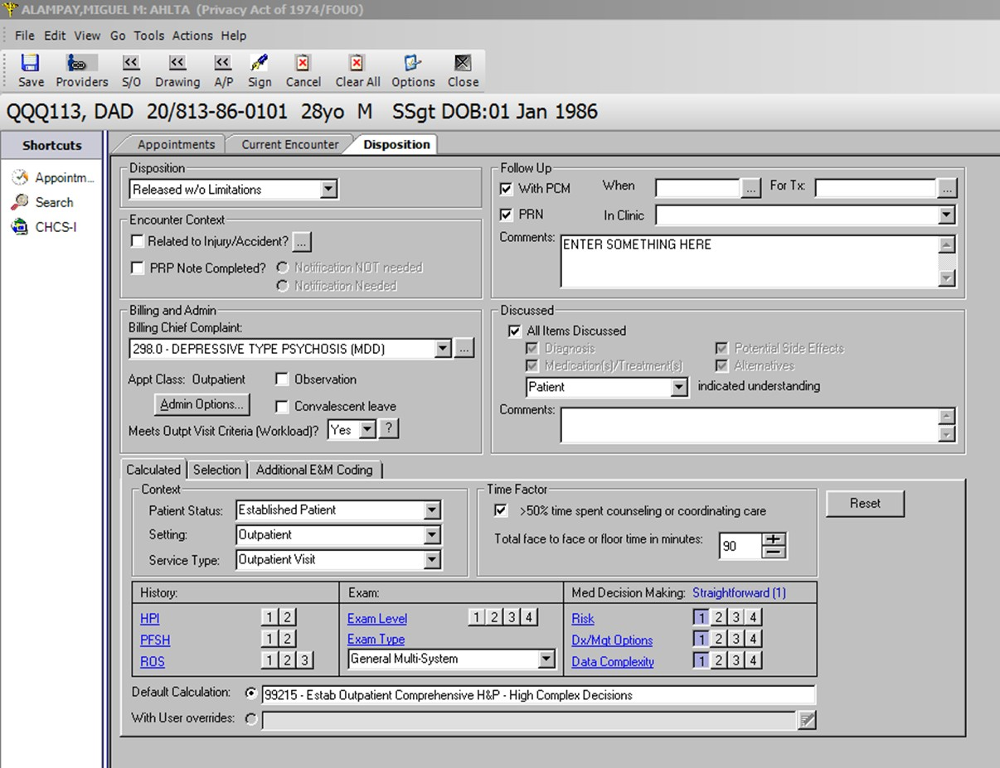 ALAMPAY,MIGUEL M: AHLTA (Privacy Act of 1974/FOUO)
File Edit View Go Tools Actions Help
Save Providers S/O Drawing A/P Sign Cancel Clear All Options Close
QQQ113, DAD 20/813-86-0101 28yo M SSgt DOB:01 Jan 1986
Shortcuts
Appointm...
Search
CHCS-I
Appointments Current Encounter Disposition
Disposition
Released w/o Limitations
Encounter Context
Related to Injury/Accident? ...
PRP Note Completed? Notification NOT needed
Notification Needed
Follow Up
With PCM When ... For Tx: ...
PRN In Clinic
Comments: ENTER SOMETHING HERE
Billing and Admin
Billing Chief Complaint:
298.0 - DEPRESSIVE TYPE PSYCHOSIS (MDD) ...
Appt Class: Outpatient Observation
Admin Options... Convalescent leave
Meets Outpt Visit Criteria (Workload)? Yes ?
Discussed
All Items Discussed
Diagnosis Potential Side Effects
Medication(s)/Treatment(s) Alternatives
Patient indicated understanding
Comments:
Calculated Selection Additional E&M Coding
Context
Patient Status: Established Patient
Setting: Outpatient
Service Type: Outpatient Visit
Time Factor
>50% time spent counseling or coordinating care
Total face to face or floor time in minutes: 90
Reset
History: Exam: Med Decision Making: Straightforward (1)
HPI 1 2 Exam Level 1 2 3 4 Risk 1 2 3 4
PFSH 1 2 Exam Type Dx/Mgt Options 1 2 3 4
ROS 1 2 3 General Multi-System Data Complexity 1 2 3 4
Default Calculation: 99215 - Estab Outpatient Comprehensive H&P - High Complex Decisions
With User overrides: